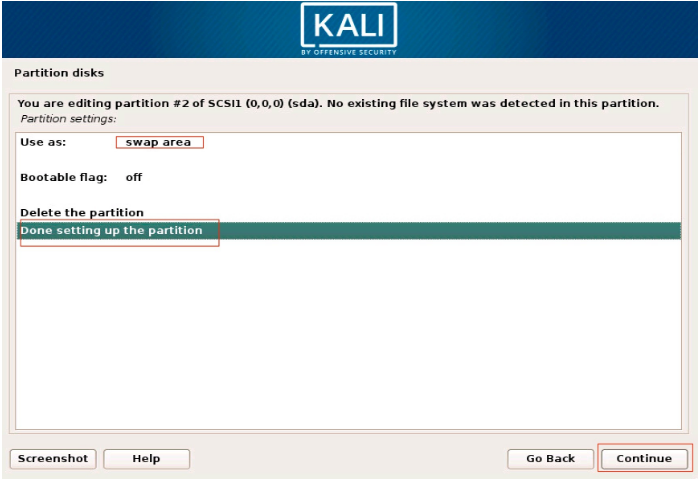 KALI
BY OFFENSIVE SECURITY
Partition disks
You are editing partition #2 of SCSI1 (0,0,0) (sda). No existing file system was detected in this partition.
Partition settings:
Use as: swap area
Bootable flag: off
Delete the partition
Done setting up the partition
Screenshot Help Go Back Continue